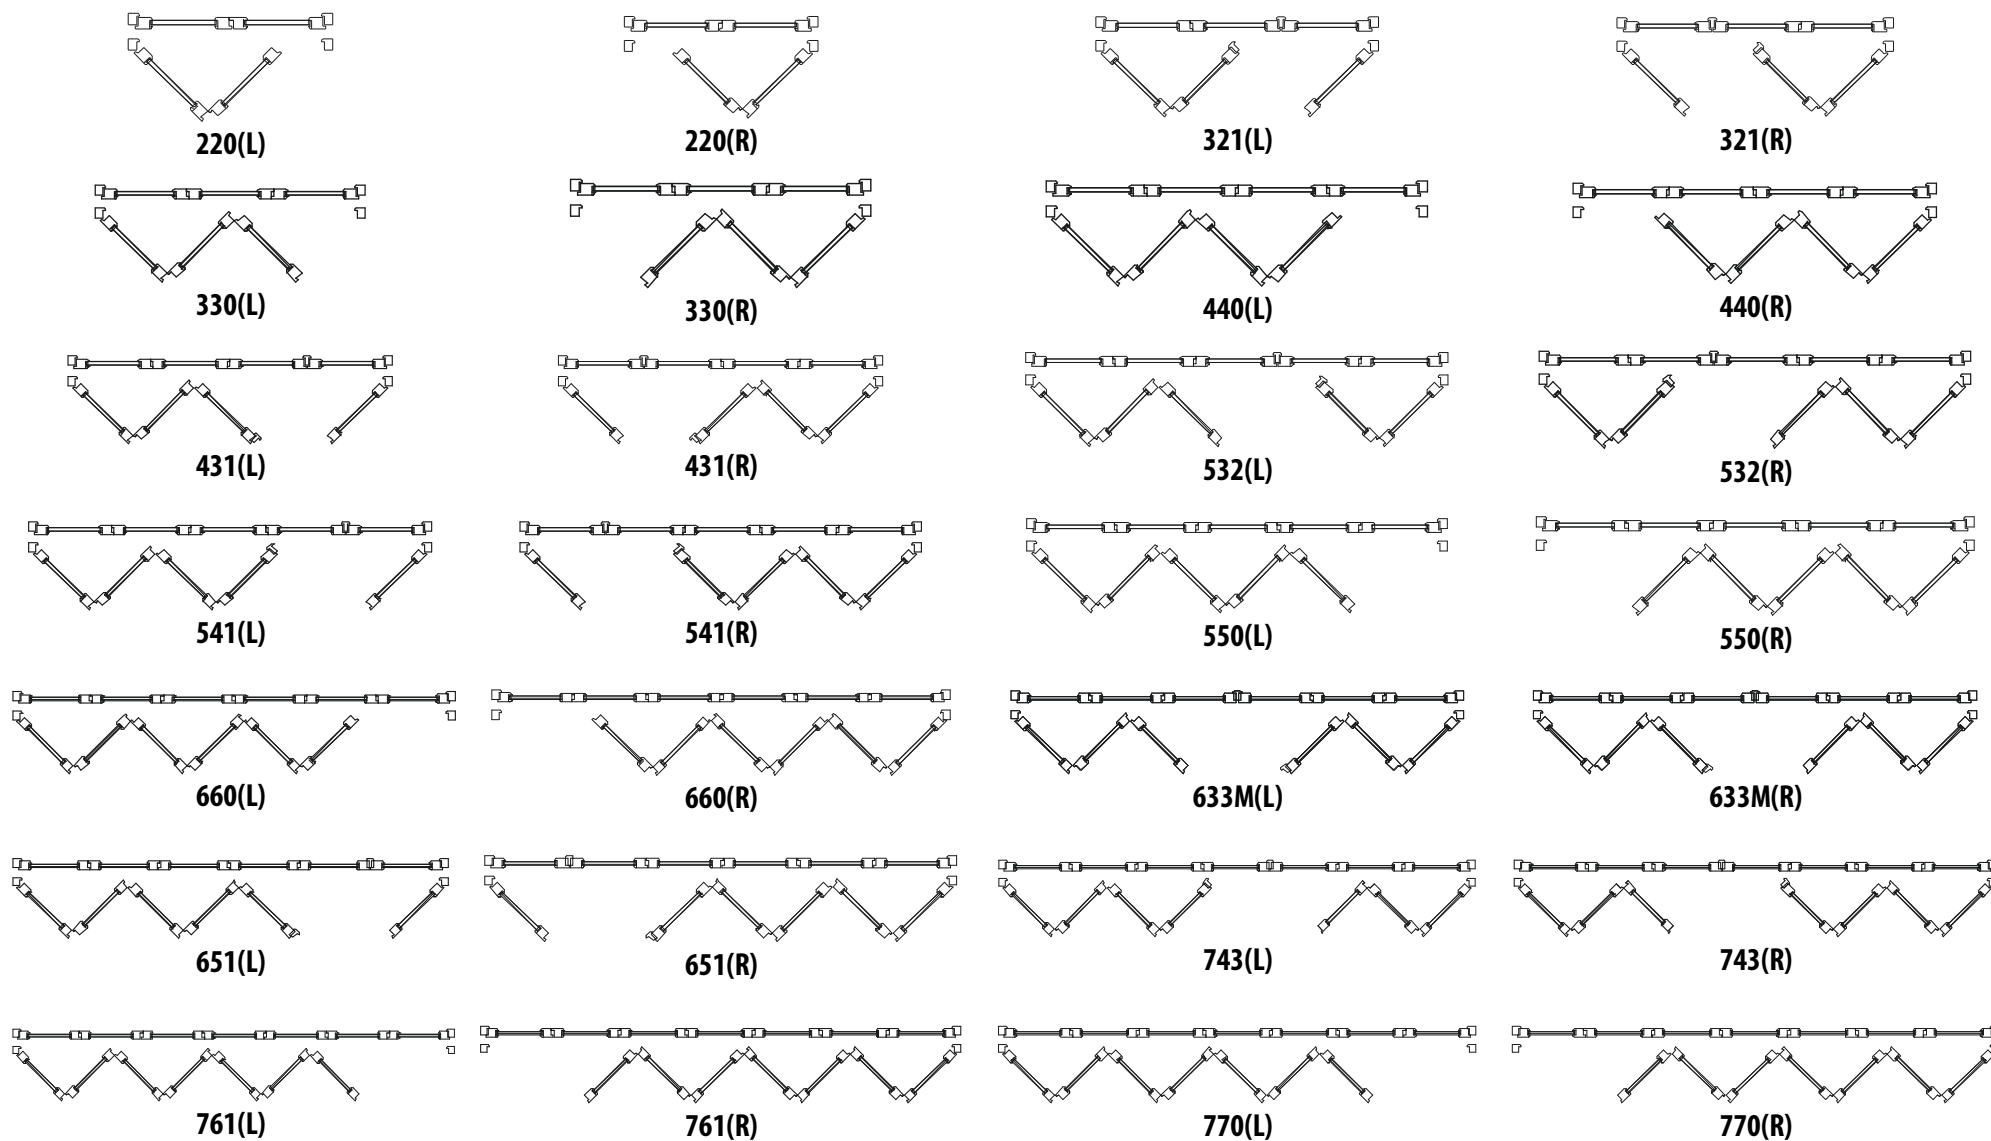 220(L) 220(R) 321(L) 321(R)
330(L) 330(R) 440(L) 440(R)
431(L) 431(R) 532(L) 532(R)
541(L) 541(R) 550(L) 550(R)
660(L) 660(R) 633M(L) 633M(R)
651(L) 651(R) 743(L) 743(R)
761(L) 761(R) 770(L) 770(R)